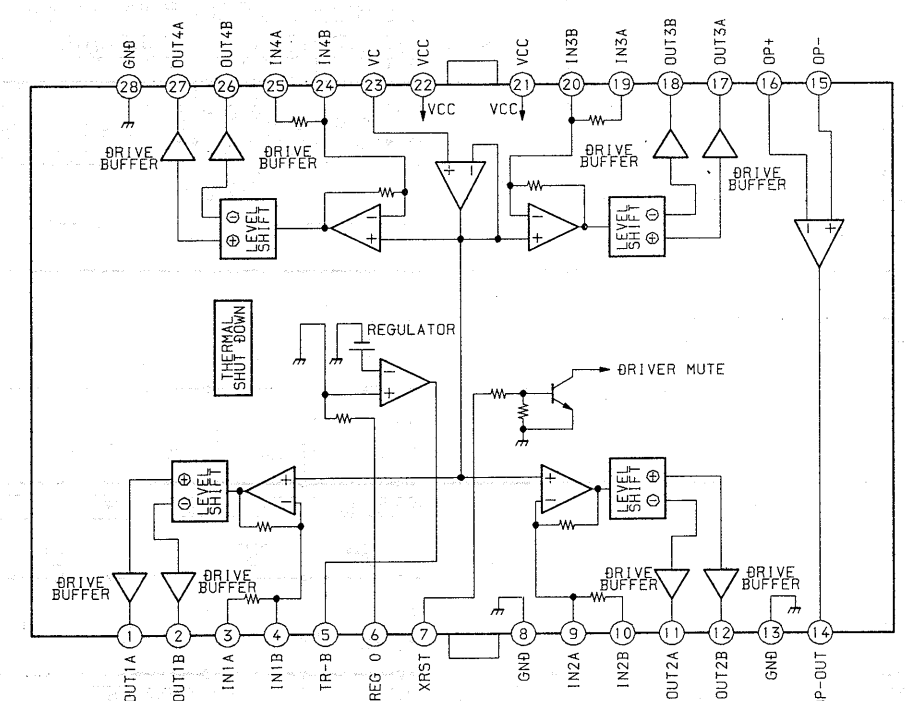 GND
OUT4A
OUT4B
IN4A
IN4B
VC
VCC
VCC
IN3B
IN3A
OUT3B
OUT3A
OP+
OP-
28
27
26
25
24
23
22
21
20
19
18
17
16
15
VCC
VCC
DRIVE
BUFFER
DRIVE
BUFFER
DRIVE
BUFFER
DRIVE
BUFFER
+
-
-
+
LEVEL
SHIFT
-
+
-
+
LEVEL
SHIFT
-
+
-
+
THERMAL
SHUT DOWN
REGULATOR
-
+
DRIVER MUTE
+
-
LEVEL
SHIFT
+
-
+
-
LEVEL
SHIFT
+
-
DRIVE
BUFFER
DRIVE
BUFFER
DRIVE
BUFFER
DRIVE
BUFFER
1
2
3
4
5
6
7
8
9
10
11
12
13
14
OUT1A
OUT1B
IN1A
IN1B
TR-B
REG O
XRST
GND
IN2A
IN2B
OUT2A
OUT2B
GND
P-OUT